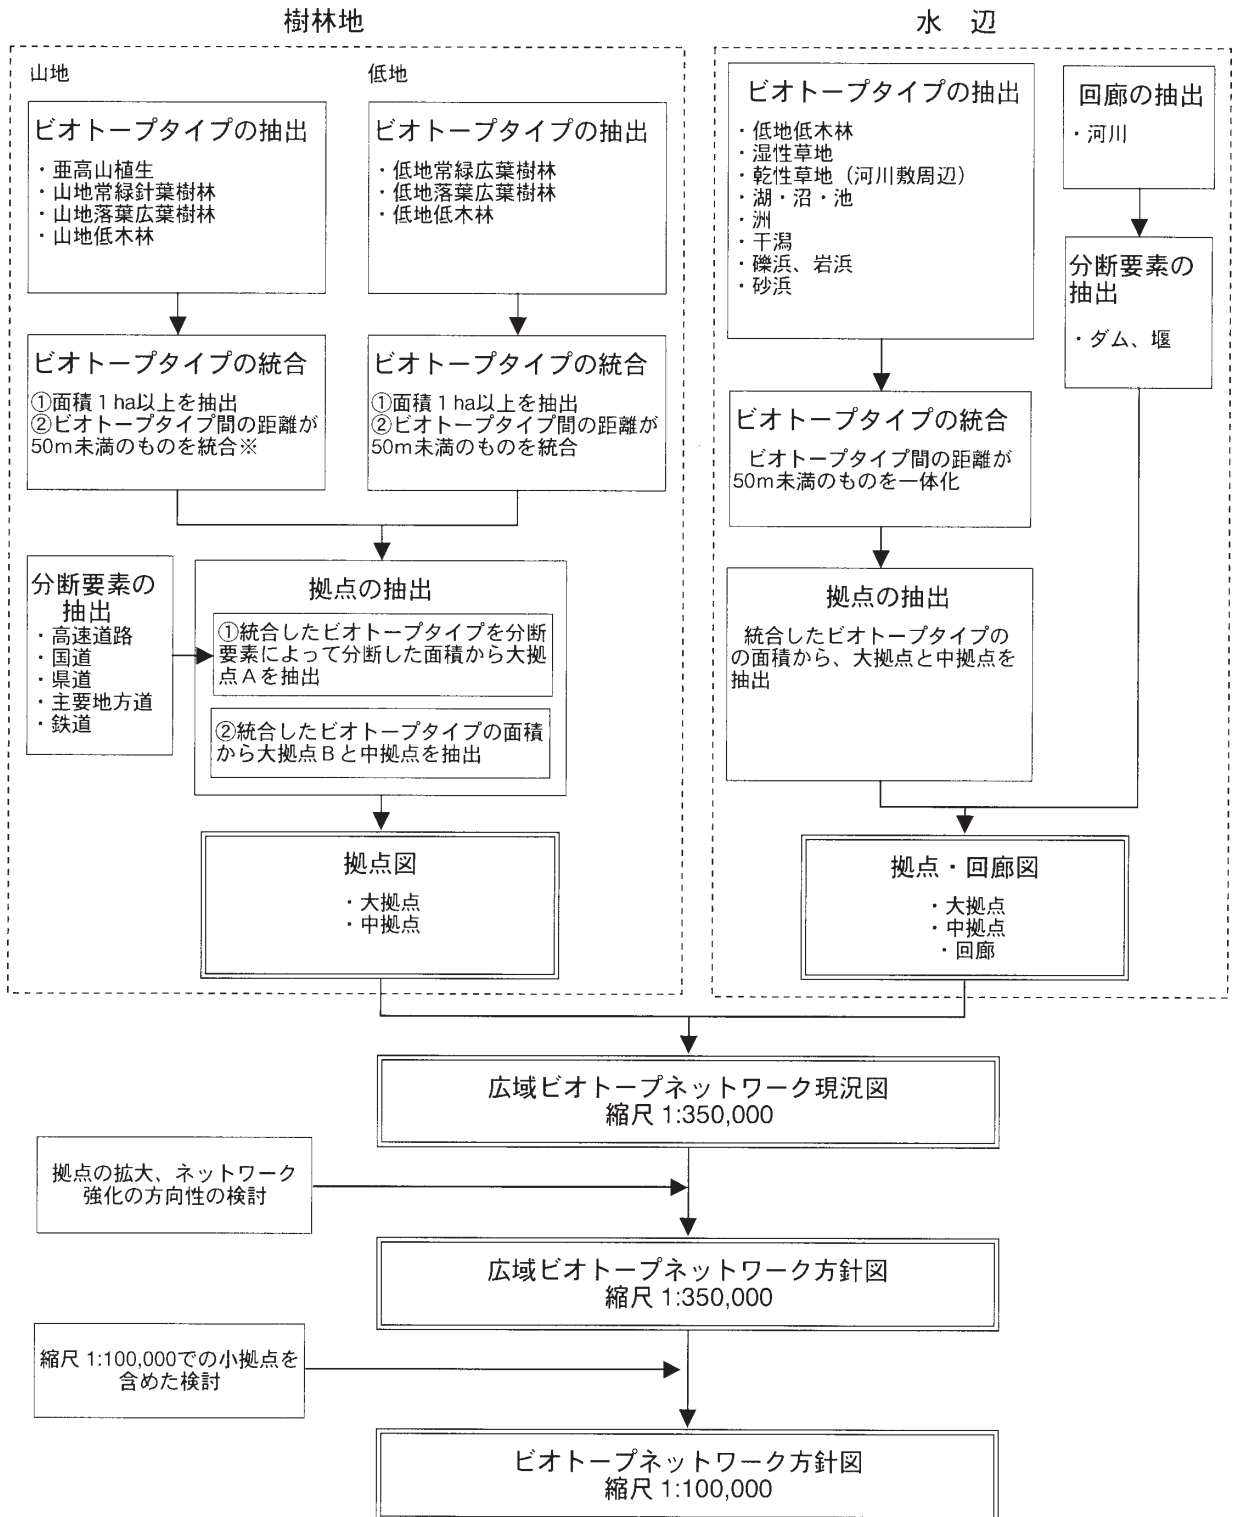 樹林地
山地
ビオトープタイプの抽出
・亜高山植生
・山地常緑針葉樹林
・山地落葉広葉樹林
・山地低木林
ビオトープタイプの統合
①面積1ha以上を抽出
②ビオトープタイプ間の距離が
50m未満のものを統合※
低地
ビオトープタイプの抽出
・低地常緑広葉樹林
・低地落葉広葉樹林
・低地低木林
ビオトープタイプの統合
①面積1ha以上を抽出
②ビオトープタイプ間の距離が
50m未満のものを統合
分断要素の
抽出
・高速道路
・国道
・県道
・主要地方道
・鉄道
拠点の抽出
①統合したビオトープタイプを分断
要素によって分断した面積から大拠
点Aを抽出
②統合したビオトープタイプの面積
から大拠点Bと中拠点を抽出
拠点図
・大拠点
・中拠点
水 辺
ビオトープタイプの抽出
・低地低木林
・湿性草地
・乾性草地（河川敷周辺）
・湖・沼・池
・洲
・干潟
・礫浜、岩浜
・砂浜
ビオトープタイプの統合
ビオトープタイプ間の距離が
50m未満のものを一体化
拠点の抽出
統合したビオトープタイプの
の面積から、大拠点と中拠点を
抽出
回廊の抽出
・河川
分断要素の
抽出
・ダム、堰
拠点・回廊図
・大拠点
・中拠点
・回廊
広域ビオトープネットワーク現況図
縮尺 1:350,000
拠点の拡大、ネットワーク
強化の方向性の検討
広域ビオトープネットワーク方針図
縮尺 1:350,000
縮尺 1:100,000での小拠点を
含めた検討
ビオトープネットワーク方針図
縮尺 1:100,000